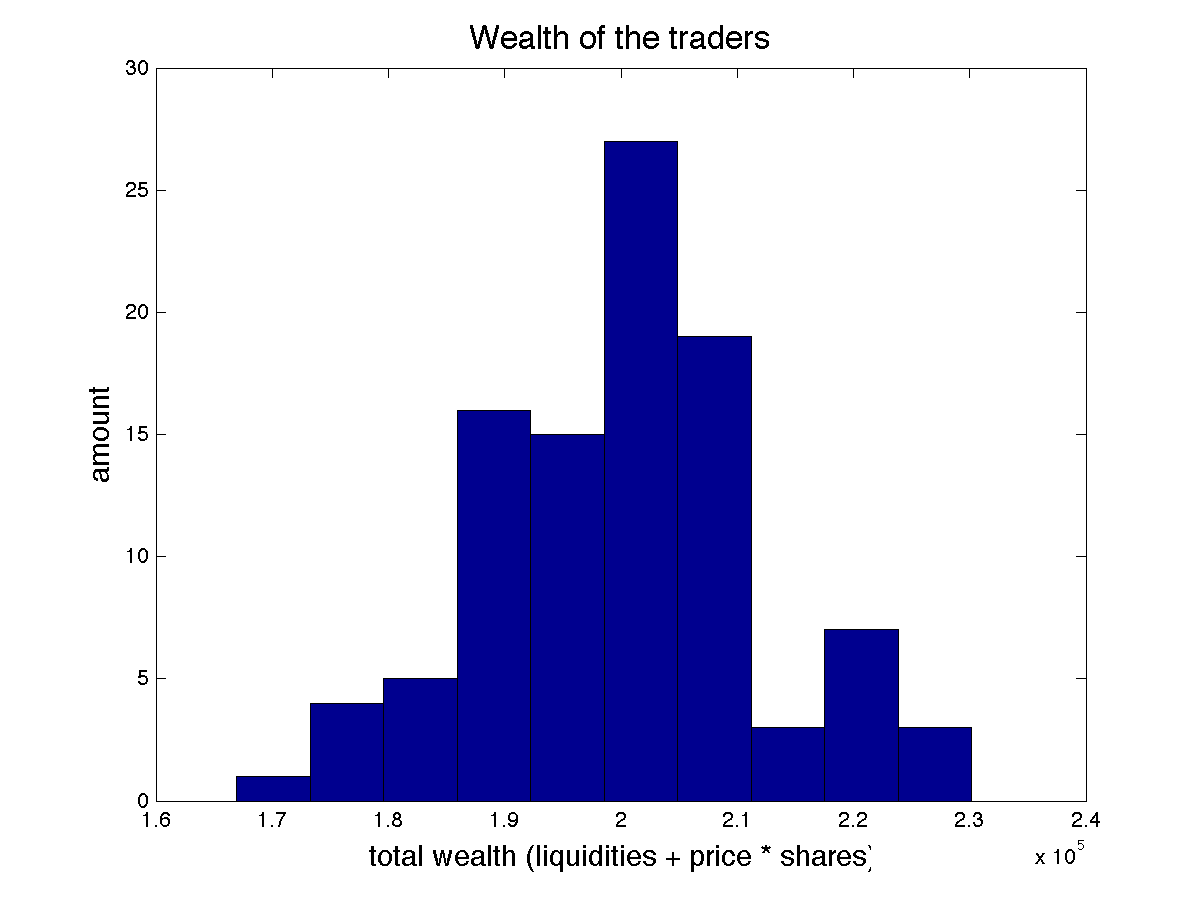 Wealth of the traders
30
25
20
15
10
5
0
amount
1.6 1.7 1.8 1.9 2 2.1 2.2 2.3 2.4
x 10^5
total wealth (liquidities + price * shares)